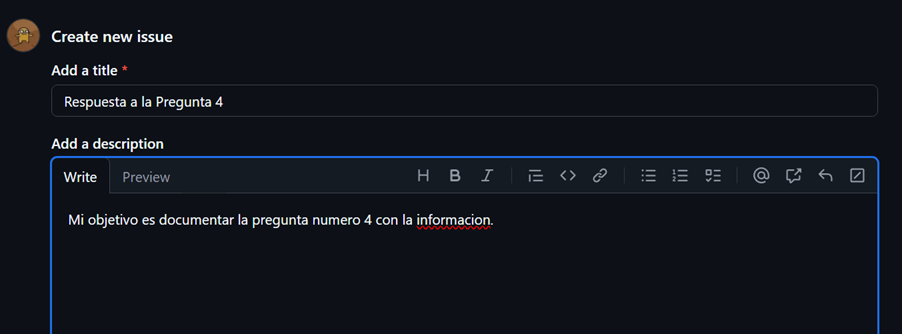 Create new issue
Add a title *
Respuesta a la Pregunta 4
Add a description
Write Preview
Mi objetivo es documentar la pregunta numero 4 con la informacion.